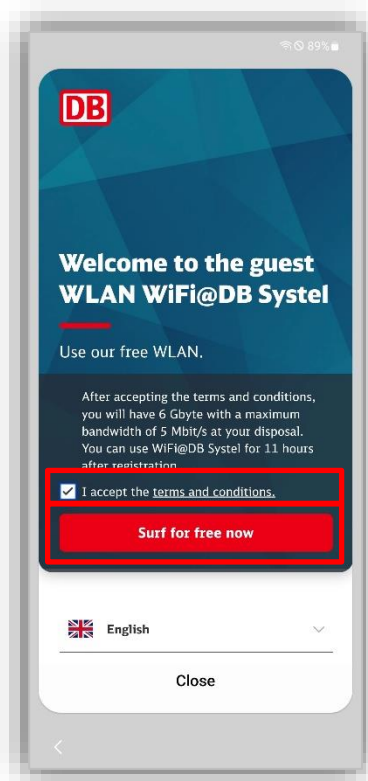 89%
DB
Welcome to the guest
WLAN WiFi@DB Systel
Use our free WLAN.
After accepting the terms and conditions,
you will have 6 Gbyte with a maximum
bandwidth of 5 Mbit/s at your disposal.
You can use WiFi@DB Systel for 11 hours
after registration
I accept the terms and conditions.
Surf for free now
English
Close